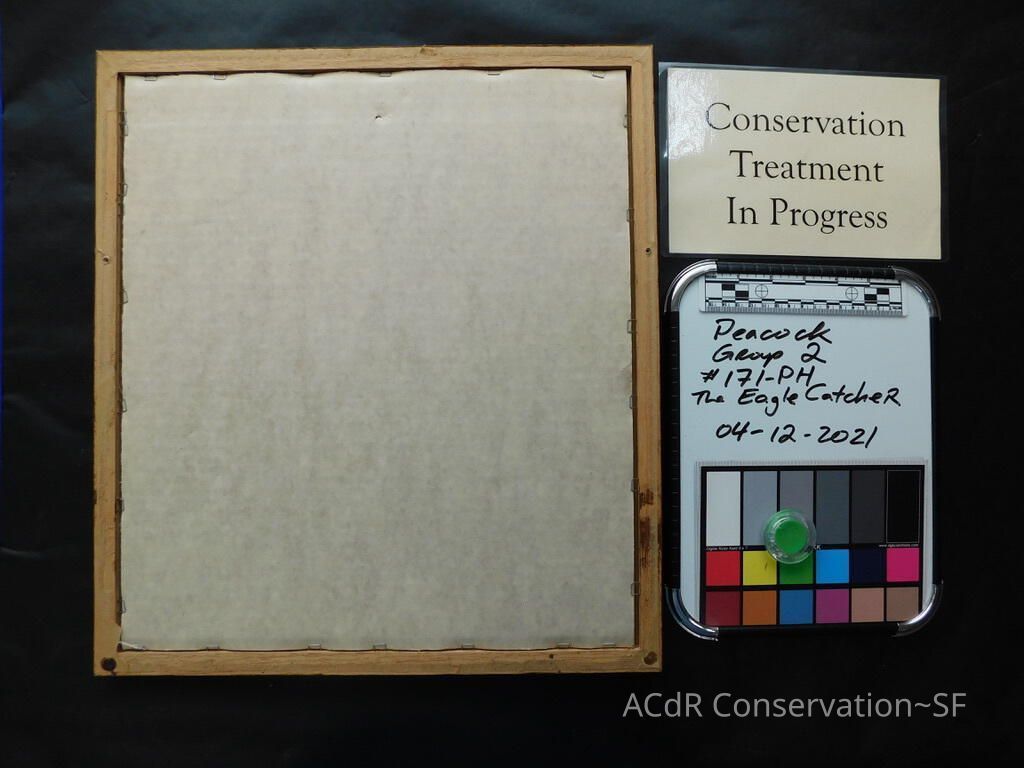 Conservation
Treatment
In Progress
Peacock
Group 2
#171-PH
The Eagle CatcheR
04-12-2021
ACdR Conservation~SF